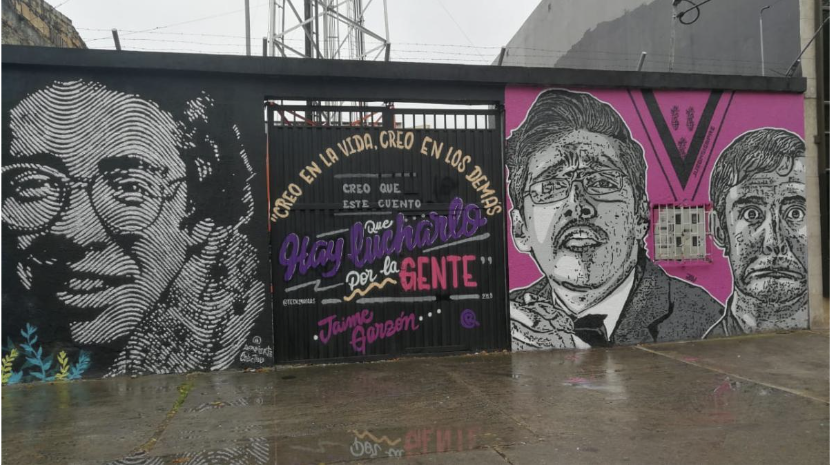 "CREO EN LA VIDA, CREO EN LOS DEMAS
CREO QUE
ESTE CUENTO
QUE
Hay lucharlo
Por la
GENTE"
Jaime
Garzón